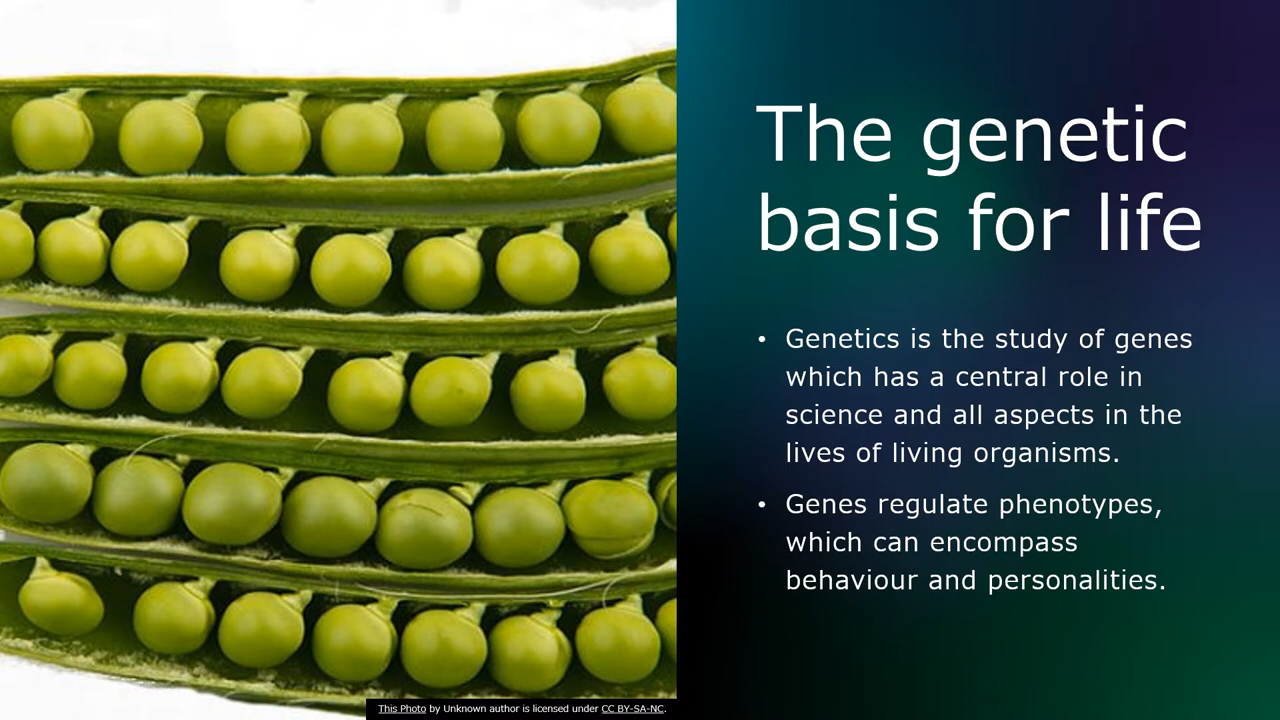 The genetic
basis for life
• Genetics is the study of genes
which has a central role in
science and all aspects in the
lives of living organisms.
• Genes regulate phenotypes,
which can encompass
behaviour and personalities.
This Photo by Unknown author is licensed under CC BY-SA-NC.